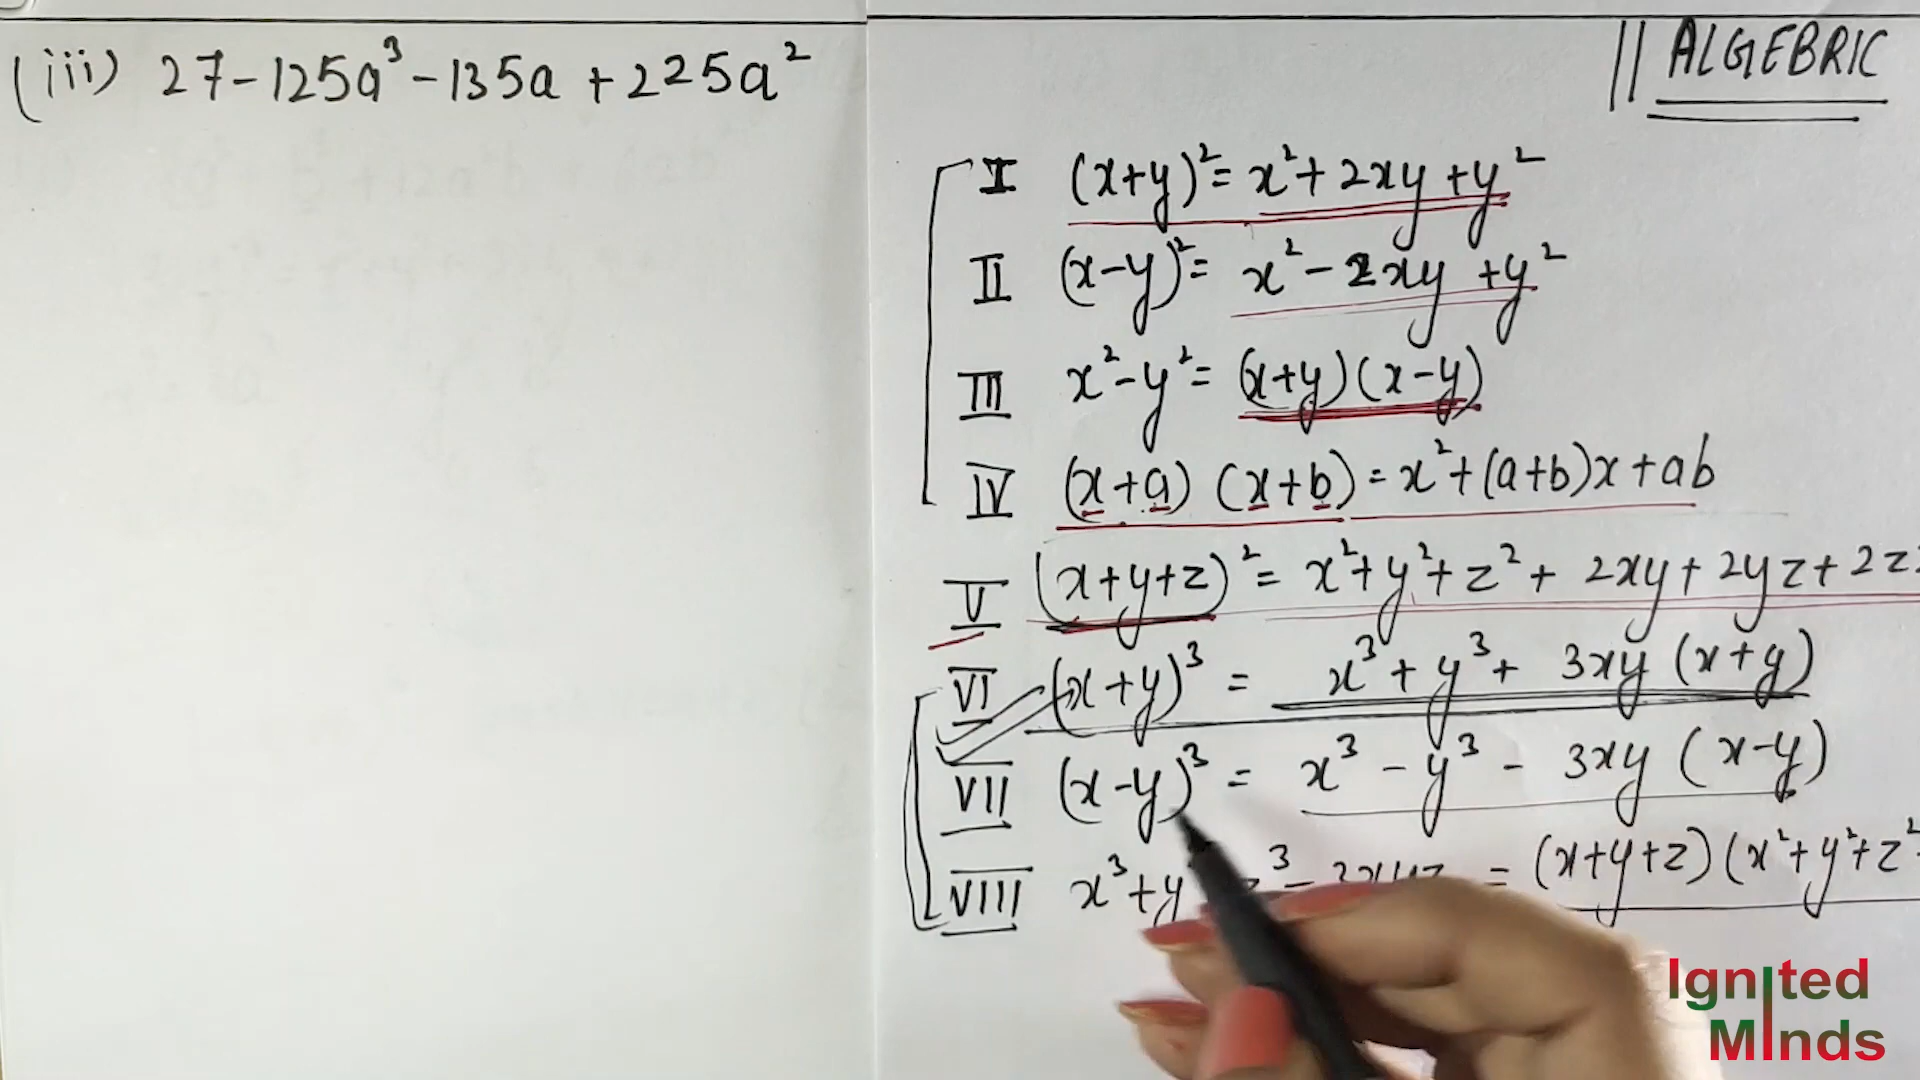 (iii) 27-125a³-135a+225a²
|| ALGEBRIC
I (x+y)² = x²+2xy+y²
II (x-y)² = x²-2xy+y²
III x²-y² = (x+y)(x-y)
IV (x+a) (x+b) = x²+(a+b)x+ab
V (x+y+z)² = x²+y²+z²+ 2xy+2yz+2z
VI (x+y)³ = x³+y³+ 3xy (x+y)
VII (x-y)³ = x³-y³- 3xy (x-y)
VIII x³+y ³- = (x+y+z)(x²+y²+z²
Ignited
Minds